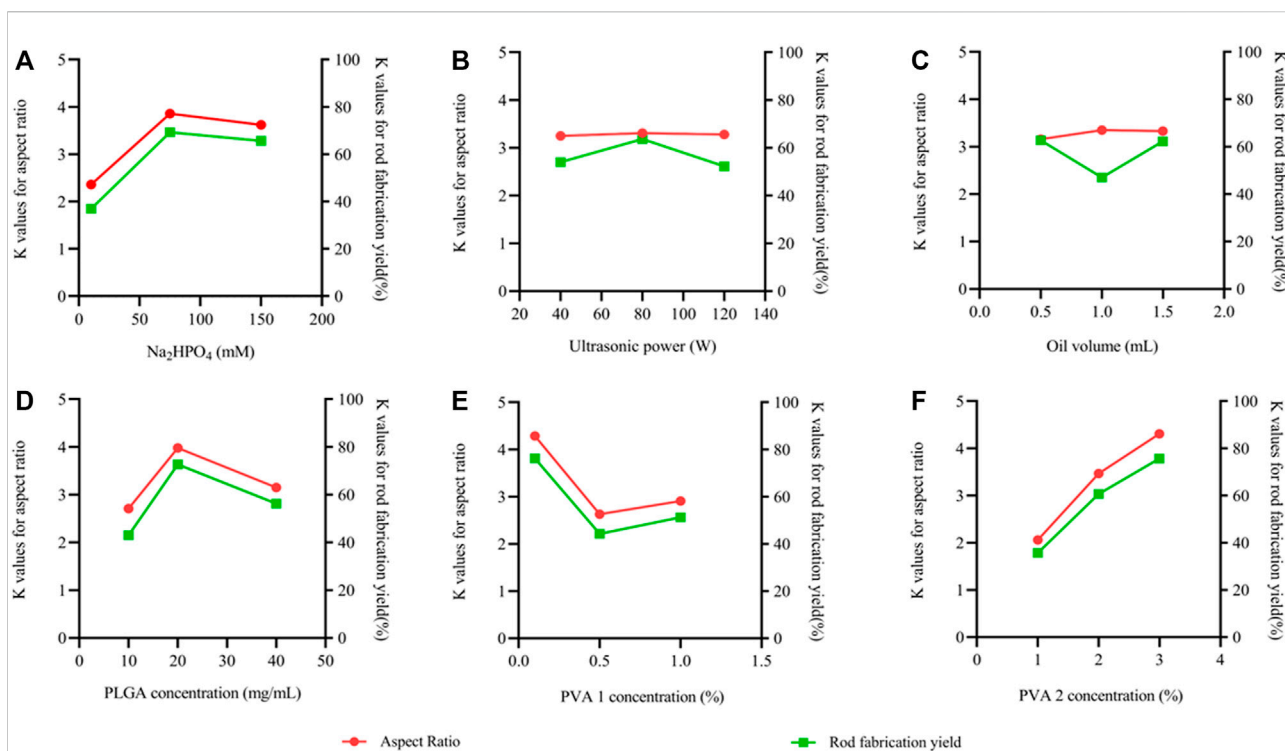 A
K values for aspect ratio
5
4
3
2
1
0
100
80
60
40
20
0
K values for rod fabrication yield(%)
0 50 100 150 200
Na₂HPO₄ (mM)
B
K values for aspect ratio
5
4
3
2
1
0
100
80
60
40
20
0
K values for rod fabrication yield(%)
20 40 60 80 100 120 140
Ultrasonic power (W)
C
K values for aspect ratio
5
4
3
2
1
0
100
80
60
40
20
0
K values for rod fabrication yield(%)
0.0 0.5 1.0 1.5 2.0
Oil volume (mL)
D
K values for aspect ratio
5
4
3
2
1
0
100
80
60
40
20
0
K values for rod fabrication yield(%)
0 10 20 30 40 50
PLGA concentration (mg/mL)
E
K values for aspect ratio
5
4
3
2
1
0
100
80
60
40
20
0
K values for rod fabrication yield(%)
0.0 0.5 1.0 1.5
PVA 1 concentration (%)
F
K values for aspect ratio
5
4
3
2
1
0
100
80
60
40
20
0
K values for rod fabrication yield(%)
0 1 2 3 4
PVA 2 concentration (%)
Aspect Ratio
Rod fabrication yield